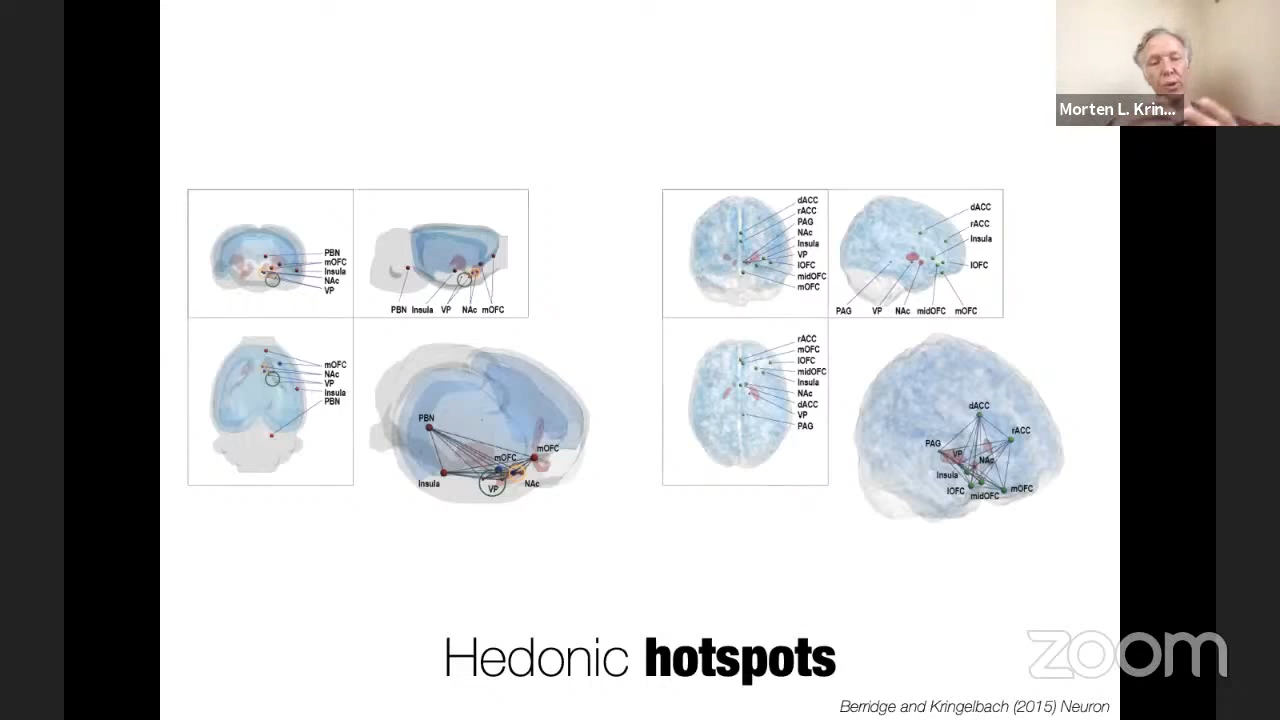 Morten L. Krin...
PBN
mOFC
Insula
NAc
VP
PBN Insula VP NAc mOFC
mOFC
NAc
VP
Insula
PBN
PBN
mOFC
mOFC
Insula
VP
NAc
dACC
rACC
PAG
NAc
Insula
VP
lOFC
midOFC
mOFC
dACC
rACC
Insula
lOFC
PAG VP NAc midOFC mOFC
rACC
mOFC
lOFC
midOFC
Insula
NAc
dACC
VP
PAG
dACC
rACC
PAG
VP
NAc
Insula
lOFC
midOFC
mOFC
Hedonic hotspots
zoom
Berridge and Kringelbach (2015) Neuron